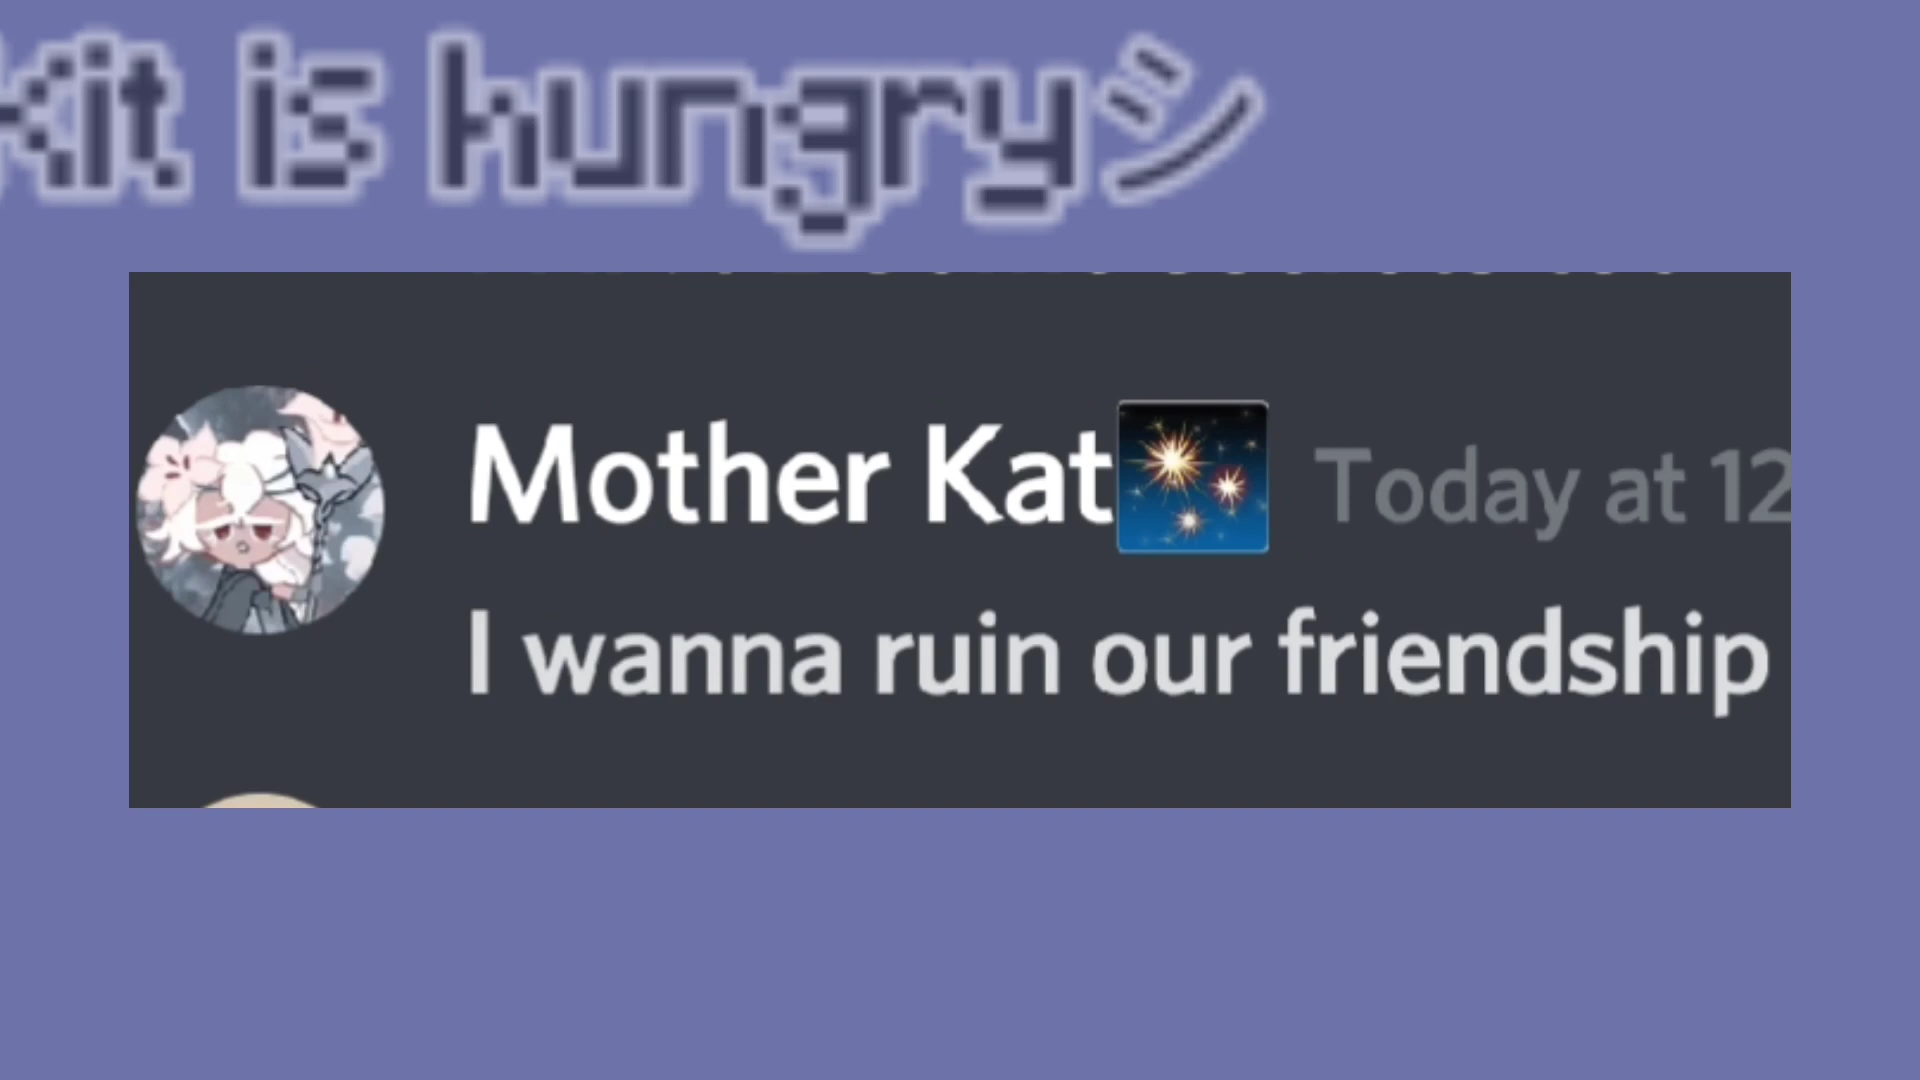 Kit is hungryシ
Mother Kat🎇 Today at 12
I wanna ruin our friendship